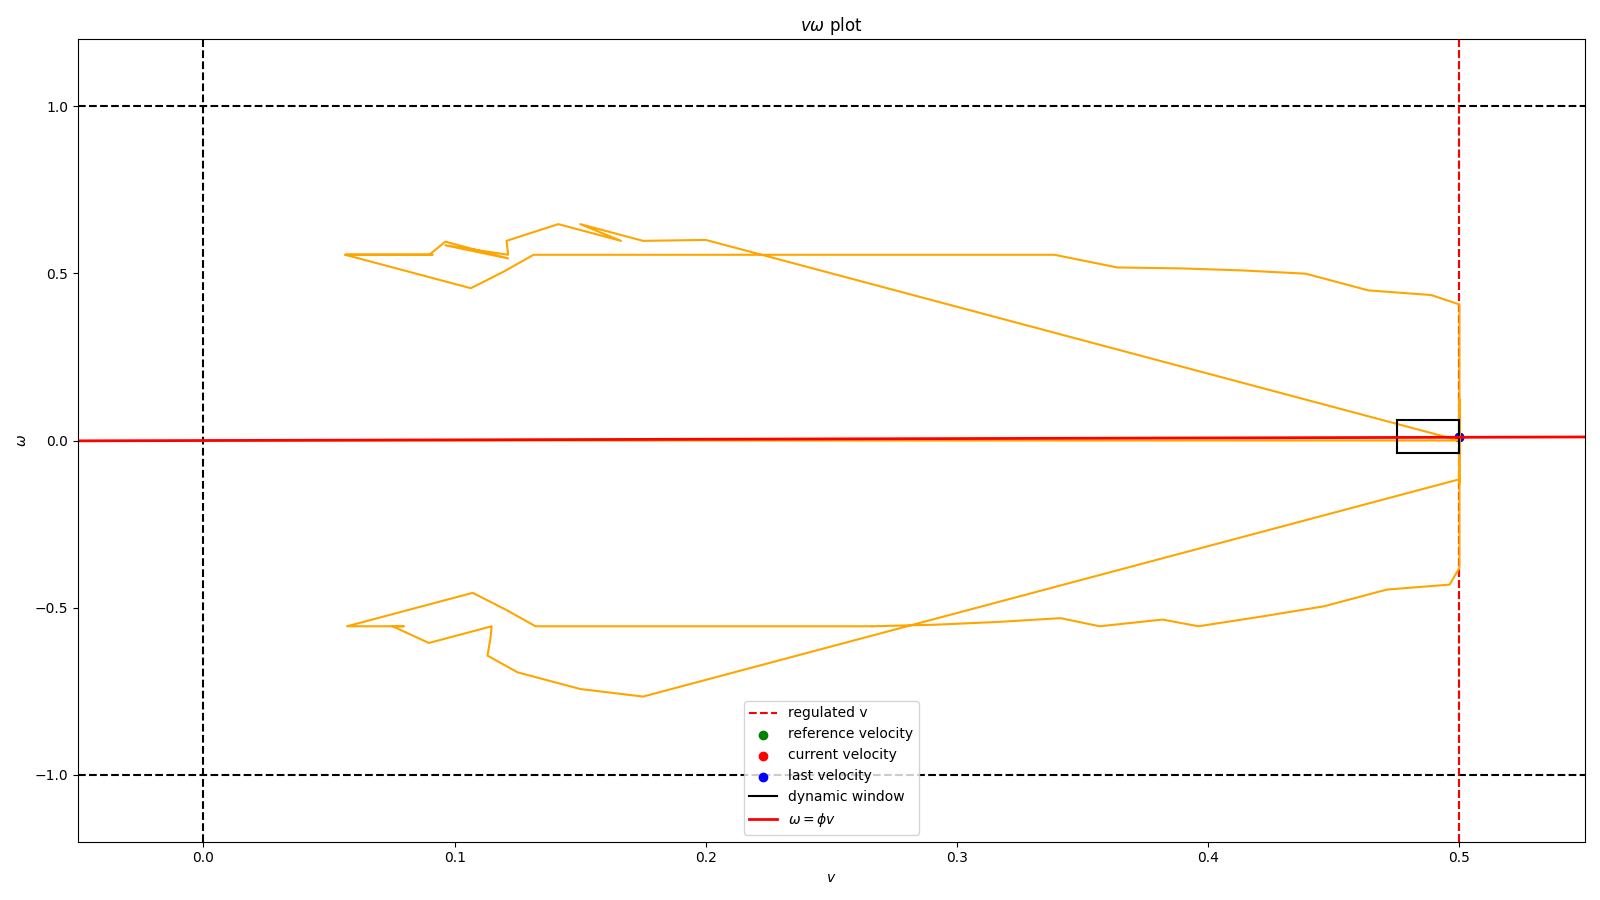 vω plot
1.0
0.5
0.0
−0.5
−1.0
ω
0.0 0.1 0.2 0.3 0.4 0.5
v
regulated v
reference velocity
current velocity
last velocity
dynamic window
ω = ϕv